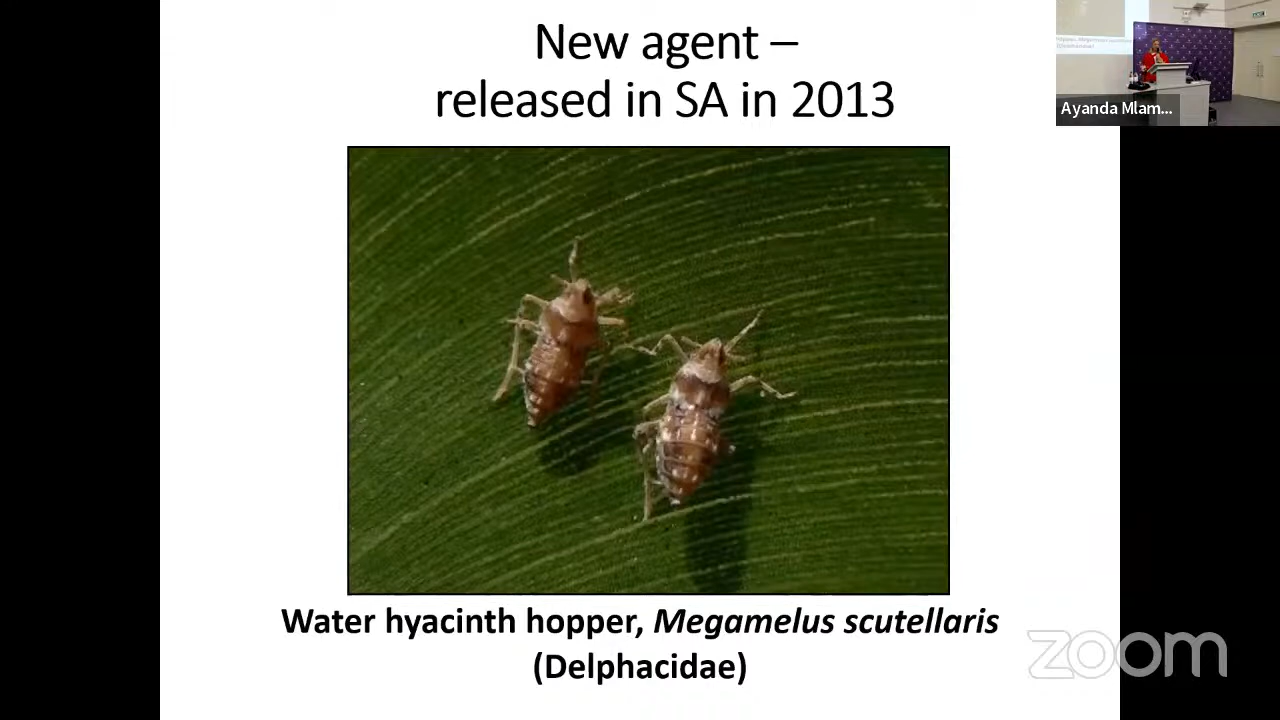 New agent –
released in SA in 2013
Ayanda Mlam...
Water hyacinth hopper, Megamelus scutellaris
(Delphacidae)
zoom